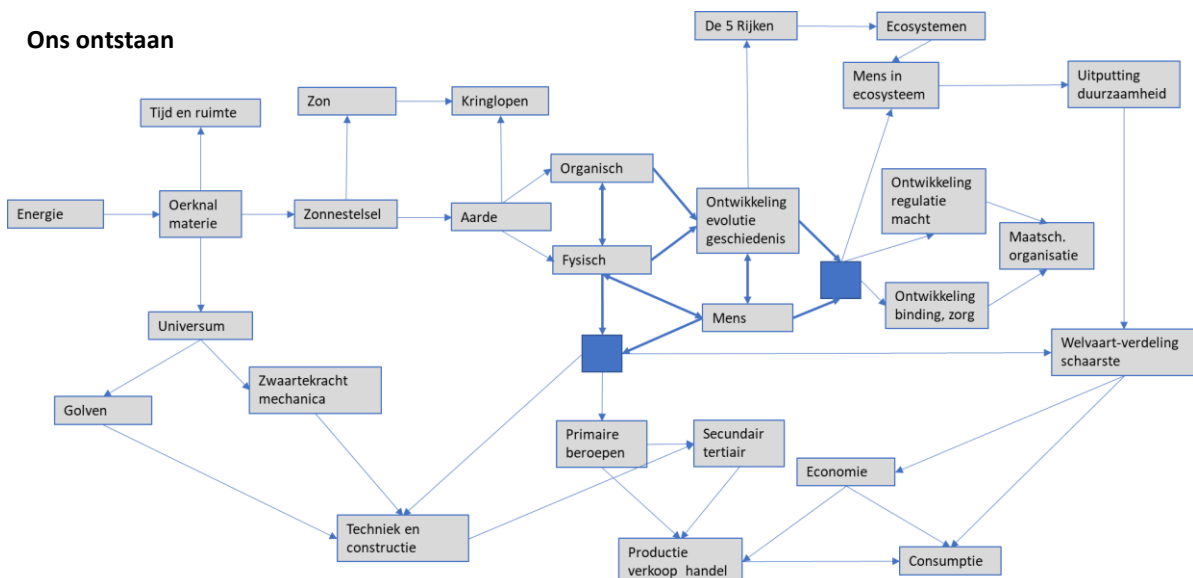 Ons ontstaan
De 5 Rijken
Ecosystemen
Mens in
ecosysteem
Uitputting
duurzaamheid
Tijd en ruimte
Zon
Kringlopen
Organisch
Ontwikkeling
evolutie
geschiedenis
Ontwikkeling
regulatie
macht
Energie
Oerknal
materie
Zonnestelsel
Aarde
Fysisch
Maatsch.
organisatie
Mens
Ontwikkeling
binding, zorg
Universum
Welvaart-verdeling
schaarste
Golven
Zwaartekracht
mechanica
Primaire
beroepen
Secundair
tertiair
Economie
Techniek en
constructie
Productie
verkoop handel
Consumptie